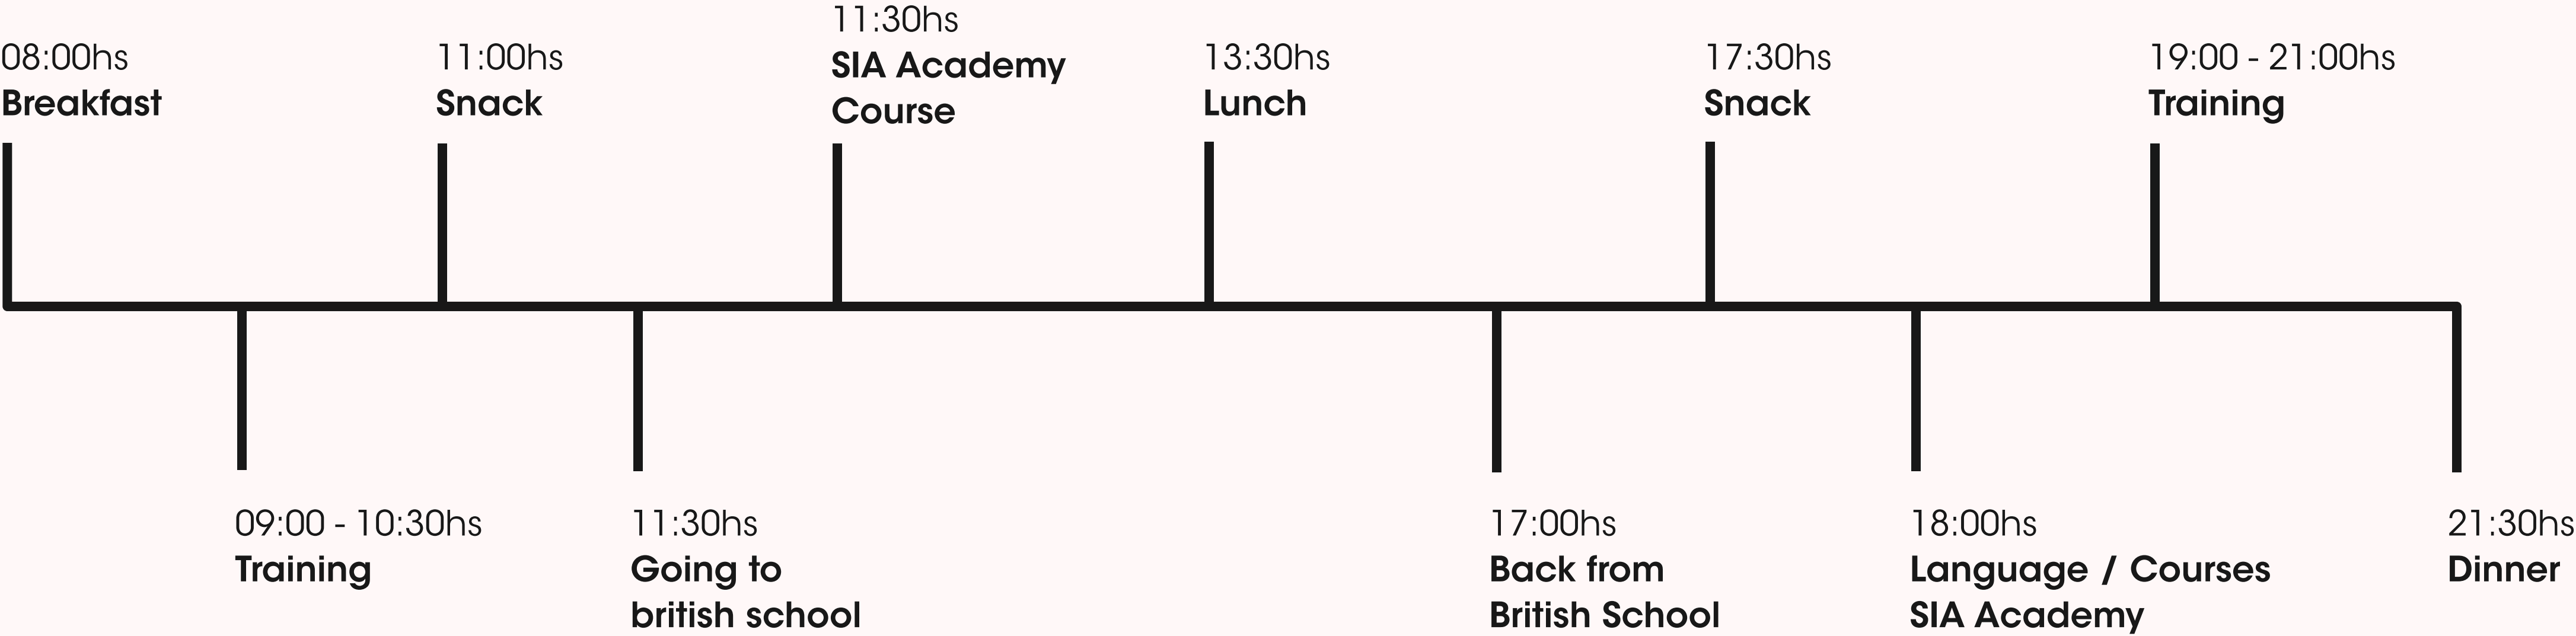 08:00hs
Breakfast
09:00 - 10:30hs
Training
11:00hs
Snack
11:30hs
Going to
british school
11:30hs
SIA Academy
Course
13:30hs
Lunch
17:00hs
Back from
British School
17:30hs
Snack
18:00hs
Language / Courses
SIA Academy
19:00 - 21:00hs
Training
21:30hs
Dinner